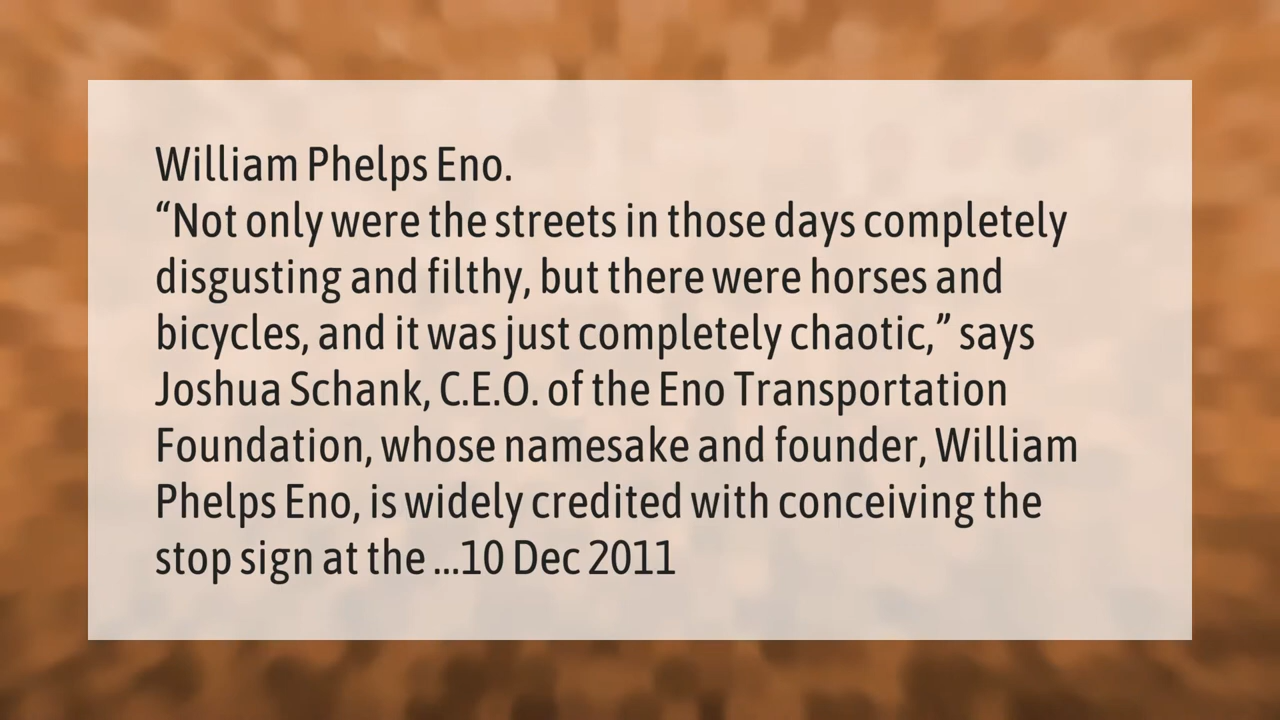 William Phelps Eno.
“Not only were the streets in those days completely
disgusting and filthy, but there were horses and
bicycles, and it was just completely chaotic,” says
Joshua Schank, C.E.O. of the Eno Transportation
Foundation, whose namesake and founder, William
Phelps Eno, is widely credited with conceiving the
stop sign at the ...10 Dec 2011